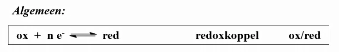 Algemeen:
ox + n e⁻ ⇌ red redoxkoppel ox/red